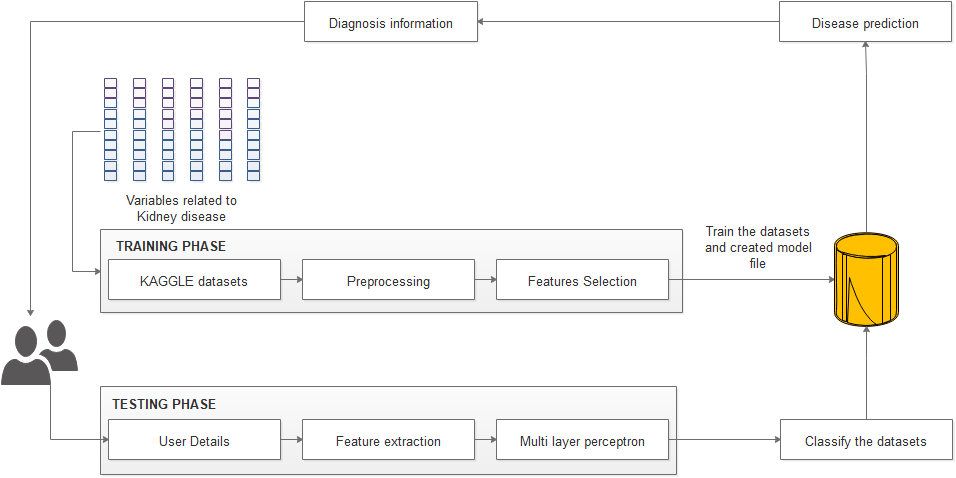 Diagnosis information
Disease prediction
Variables related to
Kidney disease
TRAINING PHASE
KAGGLE datasets
Preprocessing
Features Selection
Train the datasets
and created model
file
TESTING PHASE
User Details
Feature extraction
Multi layer perceptron
Classify the datasets